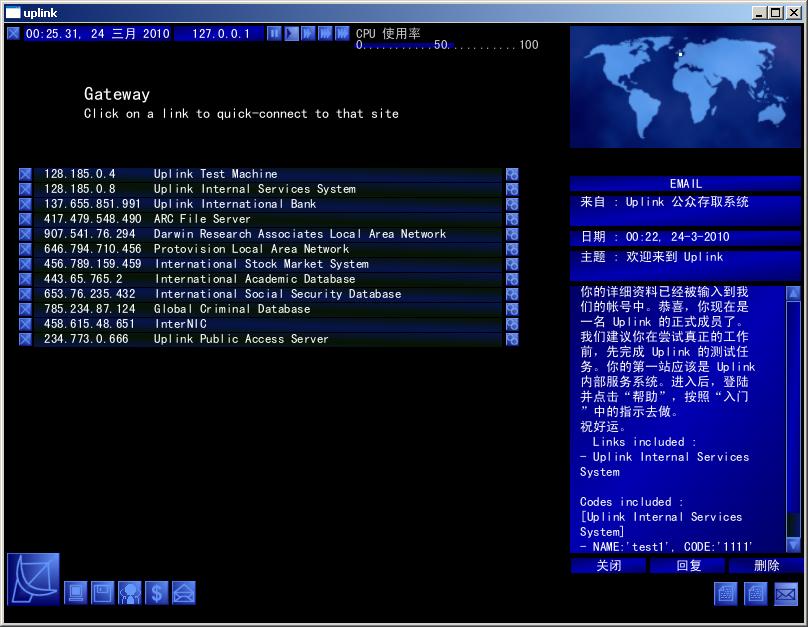 uplink
00:25.31, 24 三月 2010 127.0.0.1 CPU 使用率
0..........50..........100
Gateway
Click on a link to quick-connect to that site
128.185.0.4 Uplink Test Machine
128.185.0.8 Uplink Internal Services System
137.655.851.991 Uplink International Bank
417.479.548.490 ARC File Server
907.541.76.294 Darwin Research Associates Local Area Network
646.794.710.456 Protovision Local Area Network
456.789.159.459 International Stock Market System
443.65.765.2 International Academic Database
653.76.235.432 International Social Security Database
785.234.87.124 Global Criminal Database
458.615.48.651 InterNIC
234.773.0.666 Uplink Public Access Server
EMAIL
来自 : Uplink 公众存取系统
日期 : 00:22, 24-3-2010
主题 : 欢迎来到 Uplink
你的详细资料已经被输入到我
们的帐号中。恭喜，你现在是
一名 Uplink 的正式成员了。
我们建议你在尝试真正的工作
前，先完成 Uplink 的测试任
务。你的第一站应该是 Uplink
内部服务系统。进入后，登陆
并点击“帮助”，按照“入门
”中的指示去做。
祝好运。
Links included :
- Uplink Internal Services
System
Codes included :
[Uplink Internal Services
System]
- NAME:'test1', CODE:'1111'
关闭 回复 删除
$